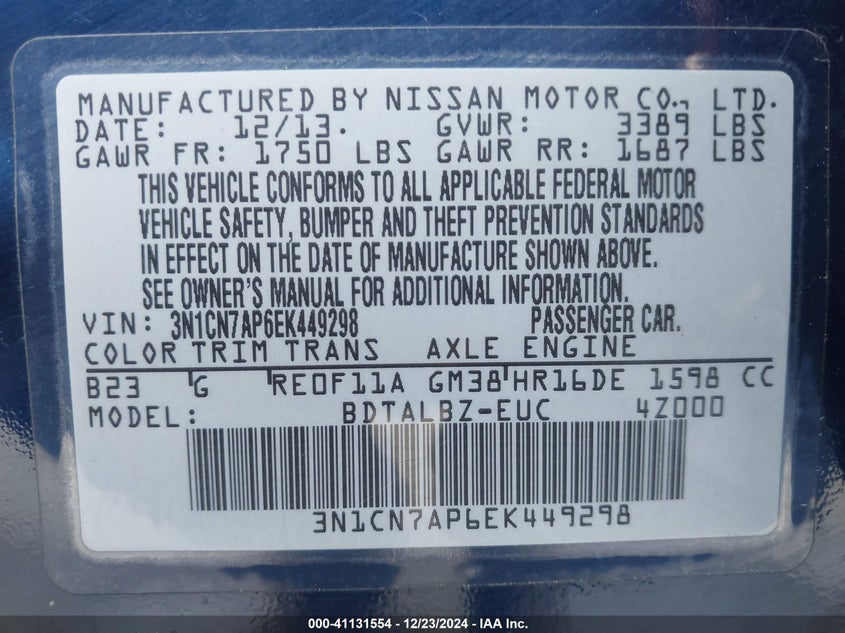 MANUFACTURED BY NISSAN MOTOR CO., LTD.
DATE: 12/13. GVWR: 3389 LBS
GAWR FR: 1750 LBS GAWR RR: 1687 LBS
THIS VEHICLE CONFORMS TO ALL APPLICABLE FEDERAL MOTOR
VEHICLE SAFETY, BUMPER AND THEFT PREVENTION STANDARDS
IN EFFECT ON THE DATE OF MANUFACTURE SHOWN ABOVE.
SEE OWNER'S MANUAL FOR ADDITIONAL INFORMATION.
VIN: 3N1CN7AP6EK449298 PASSENGER CAR.
COLOR TRIM TRANS AXLE ENGINE
B23 G RE0F11A GM38 HR16DE 1598 CC
MODEL: BDTALBZ-EUC 4Z000
3N1CN7AP6EK449298
000-41131554 - 12/23/2024 - IAA Inc.